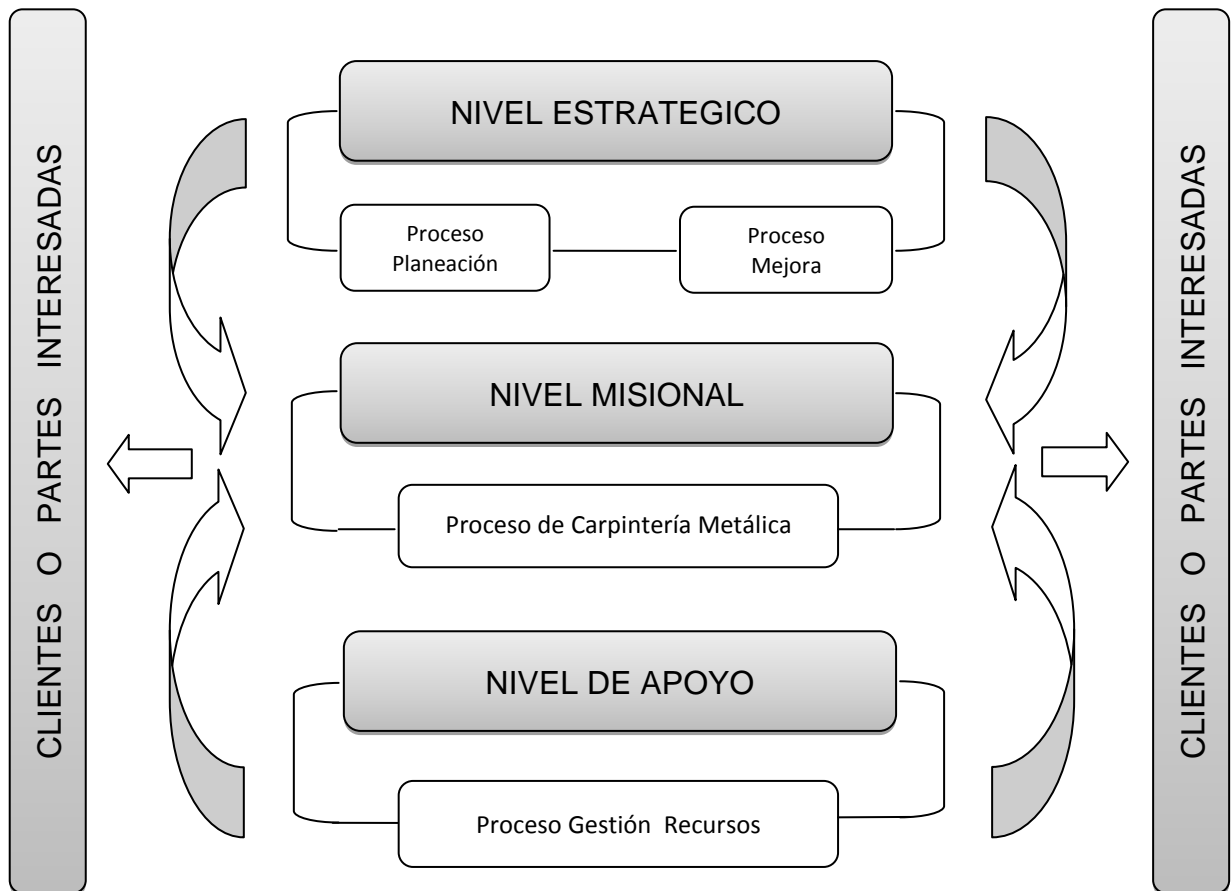 CLIENTES O PARTES INTERESADAS
NIVEL ESTRATEGICO
Proceso
Planeación
Proceso
Mejora
NIVEL MISIONAL
Proceso de Carpintería Metálica
NIVEL DE APOYO
Proceso Gestión Recursos
CLIENTES O PARTES INTERESADAS